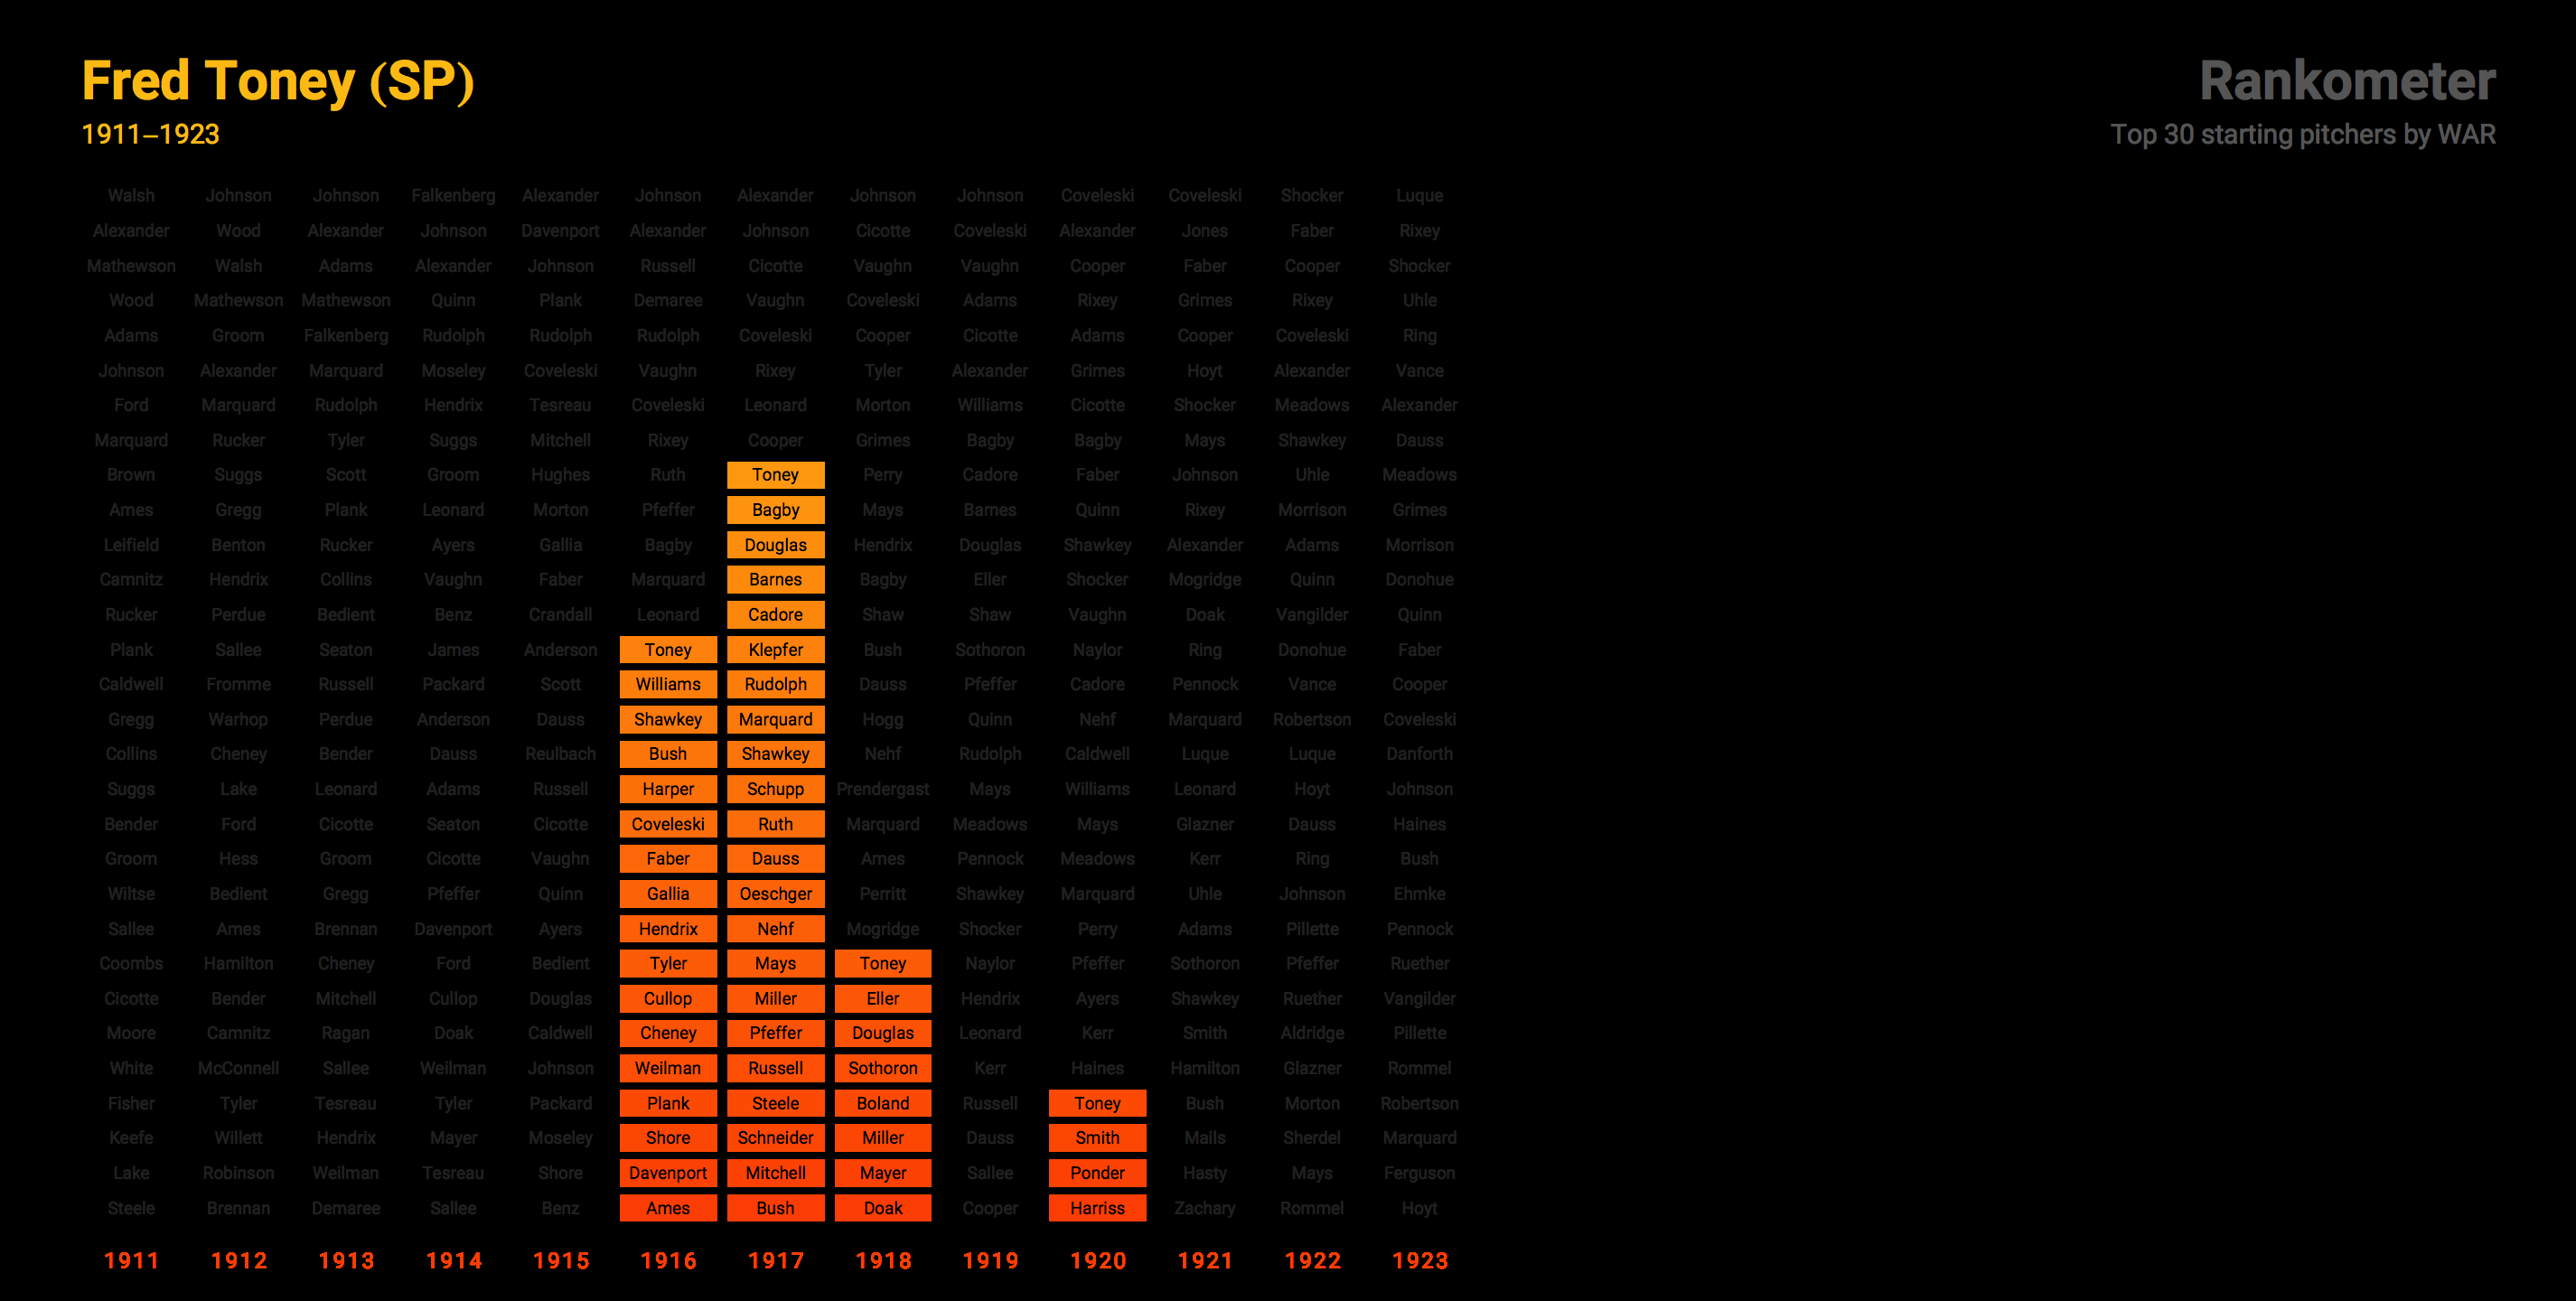 Fred Toney (SP)
1911–1923
Rankometer
Top 30 starting pitchers by WAR
Walsh Johnson Johnson Falkenberg Alexander Johnson Alexander Johnson Johnson Coveleski Coveleski Shocker Luque
Alexander Wood Alexander Johnson Davenport Alexander Johnson Cicotte Coveleski Alexander Jones Faber Rixey
Mathewson Walsh Adams Alexander Johnson Russell Cicotte Vaughn Vaughn Cooper Faber Cooper Shocker
Wood Mathewson Mathewson Quinn Plank Demaree Vaughn Coveleski Adams Rixey Grimes Rixey Uhle
Adams Groom Falkenberg Rudolph Rudolph Rudolph Coveleski Cooper Cicotte Adams Cooper Coveleski Ring
Johnson Alexander Marquard Moseley Coveleski Vaughn Rixey Tyler Alexander Grimes Hoyt Alexander Vance
Ford Marquard Rudolph Hendrix Tesreau Coveleski Leonard Morton Williams Cicotte Shocker Meadows Alexander
Marquard Rucker Tyler Suggs Mitchell Rixey Cooper Grimes Bagby Bagby Mays Shawkey Dauss
Brown Suggs Scott Groom Hughes Ruth Toney Perry Cadore Faber Johnson Uhle Meadows
Ames Gregg Plank Leonard Morton Pfeffer Bagby Mays Barnes Quinn Rixey Morrison Grimes
Leifield Benton Rucker Ayers Gallia Bagby Douglas Hendrix Douglas Shawkey Alexander Adams Morrison
Camnitz Hendrix Collins Vaughn Faber Marquard Barnes Bagby Eller Shocker Mogridge Quinn Donohue
Rucker Perdue Bedient Benz Crandall Leonard Cadore Shaw Shaw Vaughn Doak Vangilder Quinn
Plank Sallee Seaton James Anderson Toney Klepfer Bush Sothoron Naylor Ring Donohue Faber
Caldwell Fromme Russell Packard Scott Williams Rudolph Dauss Pfeffer Cadore Pennock Vance Cooper
Gregg Warhop Perdue Anderson Dauss Shawkey Marquard Hogg Quinn Nehf Marquard Robertson Coveleski
Collins Cheney Bender Dauss Reulbach Bush Shawkey Nehf Rudolph Caldwell Luque Luque Danforth
Suggs Lake Leonard Adams Russell Harper Schupp Prendergast Mays Williams Leonard Hoyt Johnson
Bender Ford Cicotte Seaton Cicotte Coveleski Ruth Marquard Meadows Mays Glazner Dauss Haines
Groom Hess Groom Cicotte Vaughn Faber Dauss Ames Pennock Meadows Kerr Ring Bush
Wiltse Bedient Gregg Pfeffer Quinn Gallia Oeschger Perritt Shawkey Marquard Uhle Johnson Ehmke
Sallee Ames Brennan Davenport Ayers Hendrix Nehf Mogridge Shocker Perry Adams Pillette Pennock
Coombs Hamilton Cheney Ford Bedient Tyler Mays Toney Naylor Pfeffer Sothoron Pfeffer Ruether
Cicotte Bender Mitchell Cullop Douglas Cullop Miller Eller Hendrix Ayers Shawkey Ruether Vangilder
Moore Camnitz Ragan Doak Caldwell Cheney Pfeffer Douglas Leonard Kerr Smith Aldridge Pillette
White McConnell Sallee Weilman Johnson Weilman Russell Sothoron Kerr Haines Hamilton Glazner Rommel
Fisher Tyler Tesreau Tyler Packard Plank Steele Boland Russell Toney Bush Morton Robertson
Keefe Willett Hendrix Mayer Moseley Shore Schneider Miller Dauss Smith Mails Sherdel Marquard
Lake Robinson Weilman Tesreau Shore Davenport Mitchell Mayer Sallee Ponder Hasty Mays Ferguson
Steele Brennan Demaree Sallee Benz Ames Bush Doak Cooper Harriss Zachary Rommel Hoyt
1911 1912 1913 1914 1915 1916 1917 1918 1919 1920 1921 1922 1923